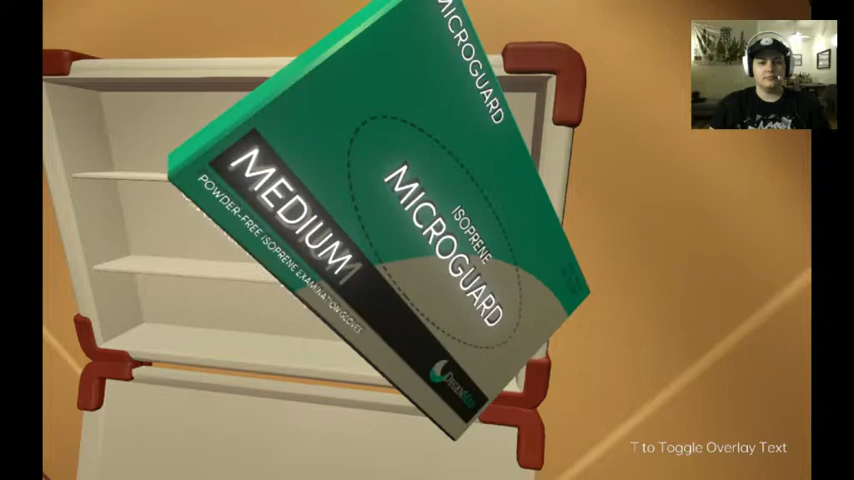 MICROGUARD
ISOPRENE
MICROGUARD
MEDIUM
POWDER-FREE ISOPRENE EXAMINATION GLOVES
T to Toggle Overlay Text